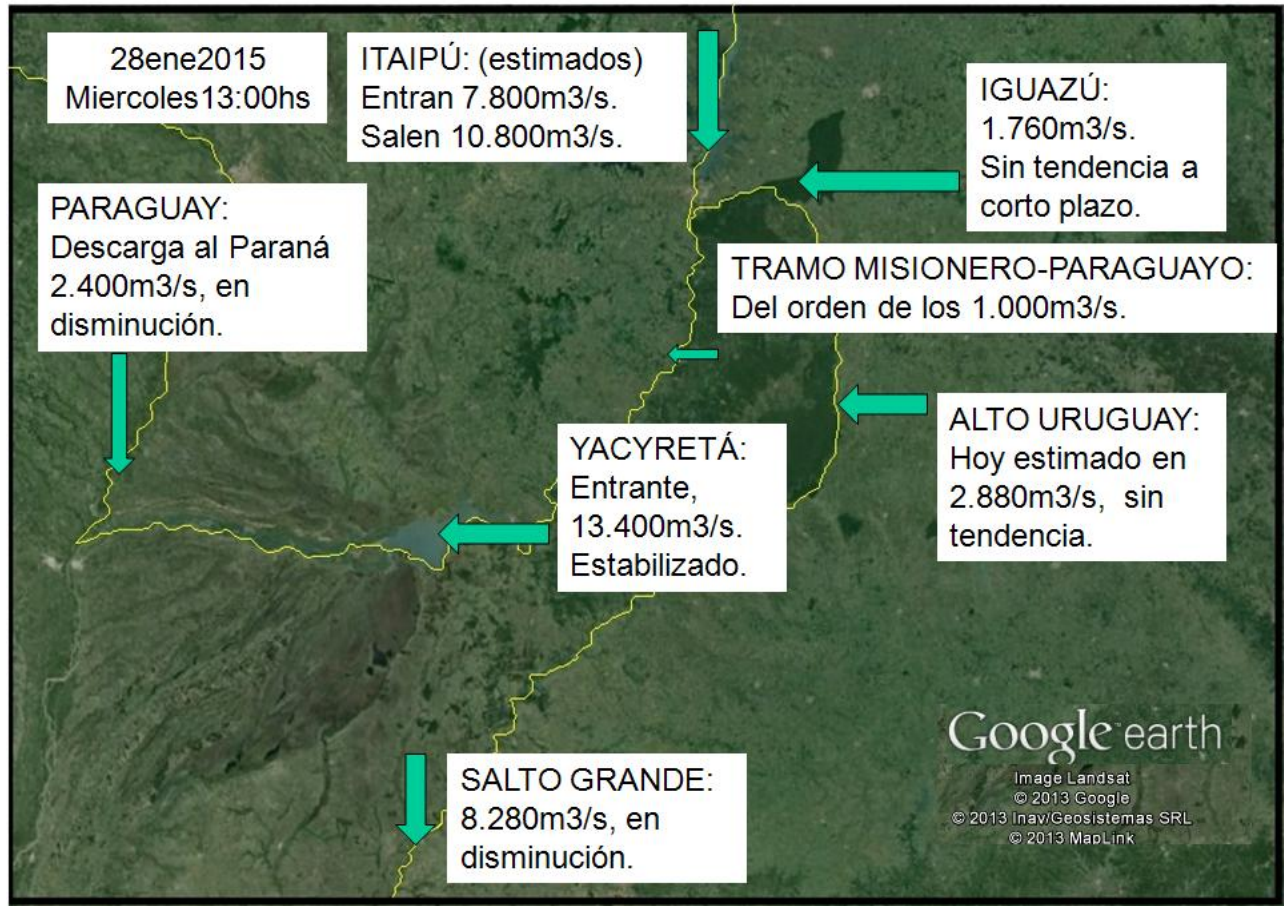 28ene2015
Miercoles13:00hs
ITAIPÚ: (estimados)
Entran 7.800m3/s.
Salen 10.800m3/s.
IGUAZÚ:
1.760m3/s.
Sin tendencia a
corto plazo.
PARAGUAY:
Descarga al Paraná
2.400m3/s, en
disminución.
TRAMO MISIONERO-PARAGUAYO:
Del orden de los 1.000m3/s.
YACYRETÁ:
Entrante,
13.400m3/s.
Estabilizado.
ALTO URUGUAY:
Hoy estimado en
2.880m3/s, sin
tendencia.
SALTO GRANDE:
8.280m3/s, en
disminución.
Google earth
Image Landsat
© 2013 Google
© 2013 Inav/Geosistemas SRL
© 2013 MapLink